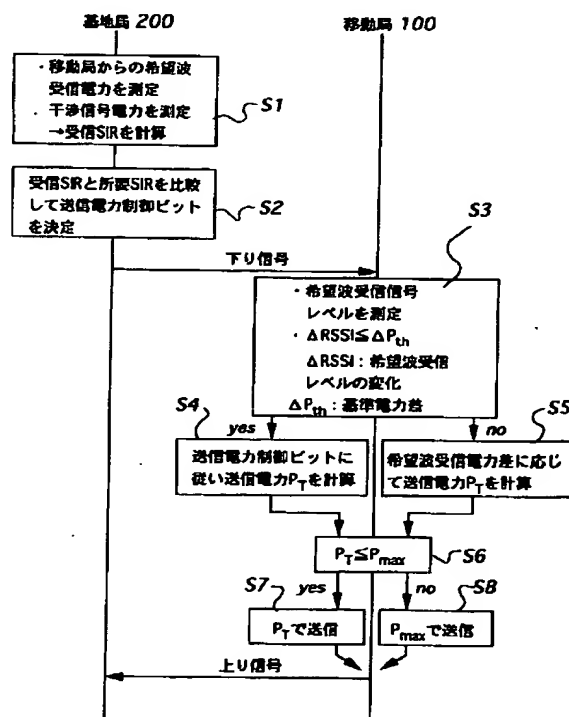 基地局 200
移動局 100
・移動局からの希望波
受信電力を測定
．干渉信号電力を測定
→受信SIRを計算
S1
受信SIRと所要SIRを比較
して送信電力制御ビット
を決定
S2
下り信号
S3
・希望波受信信号
レベルを測定
・ΔRSSI≦ΔPth
ΔRSSI：希望波受信
レベルの変化
ΔPth：基準電力差
S4
yes
no
S5
送信電力制御ビットに
従い送信電力PTを計算
希望波受信電力差に応じ
て送信電力PTを計算
PT≦Pmax
S6
S7
yes
no
S8
PTで送信
Pmaxで送信
上り信号